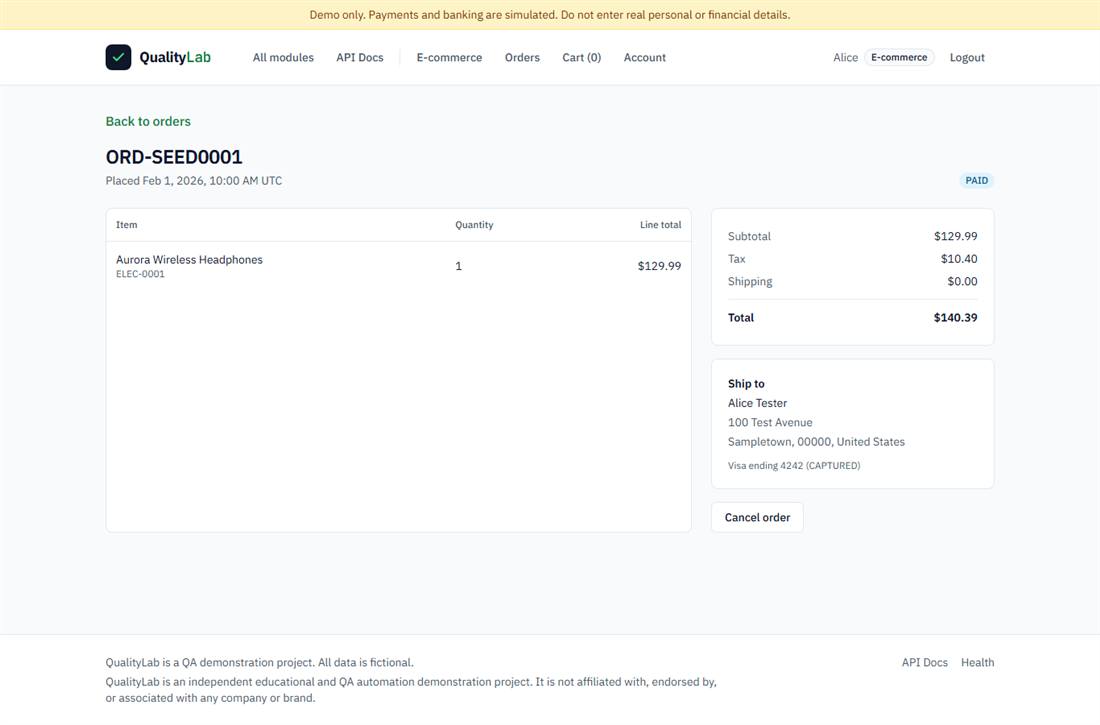 Demo only. Payments and banking are simulated. Do not enter real personal or financial details.
QualityLab All modules API Docs E-commerce Orders Cart (0) Account Alice E-commerce Logout
Back to orders
ORD-SEED0001
Placed Feb 1, 2026, 10:00 AM UTC PAID
Item Quantity Line total
Aurora Wireless Headphones
ELEC-0001
1 $129.99
Subtotal $129.99
Tax $10.40
Shipping $0.00
Total $140.39
Ship to
Alice Tester
100 Test Avenue
Sampletown, 00000, United States
Visa ending 4242 (CAPTURED)
Cancel order
QualityLab is a QA demonstration project. All data is fictional.
QualityLab is an independent educational and QA automation demonstration project. It is not affiliated with, endorsed by,
or associated with any company or brand.
API Docs Health